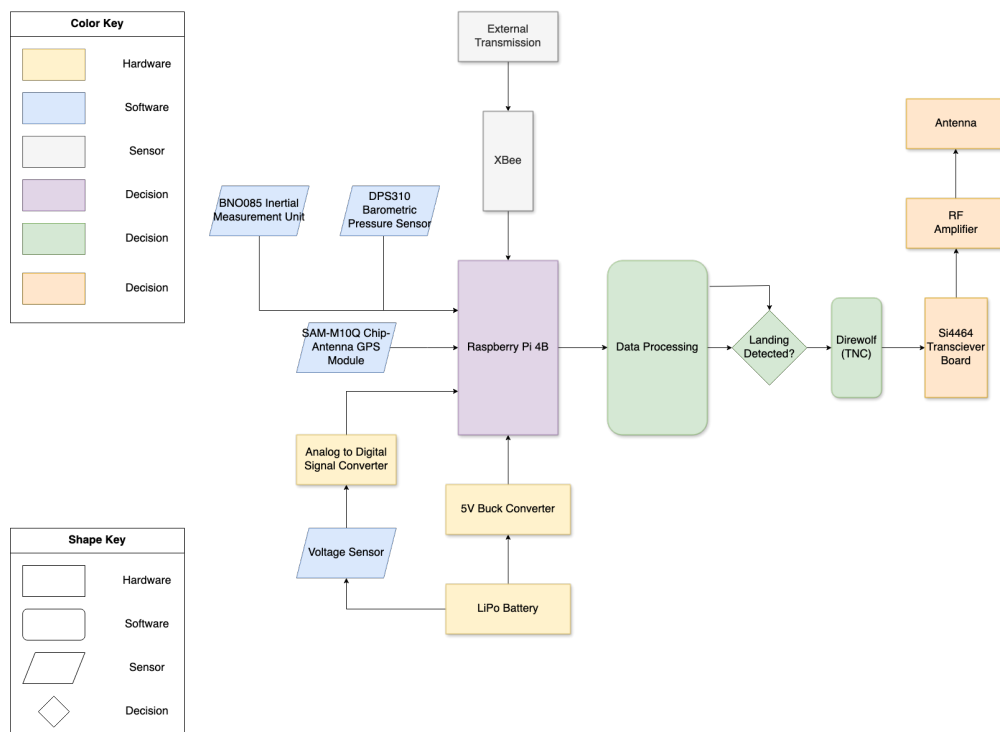 Color Key
Hardware
Software
Sensor
Decision
Decision
Decision
External
Transmission
XBee
BNO085 Inertial
Measurement Unit
DPS310
Barometric
Pressure Sensor
SAM-M10Q Chip-
Antenna GPS
Module
Raspberry Pi 4B
Data Processing
Landing
Detected?
Direwolf
(TNC)
Si4464
Transciever
Board
RF
Amplifier
Antenna
Analog to Digital
Signal Converter
5V Buck Converter
Voltage Sensor
LiPo Battery
Shape Key
Hardware
Software
Sensor
Decision